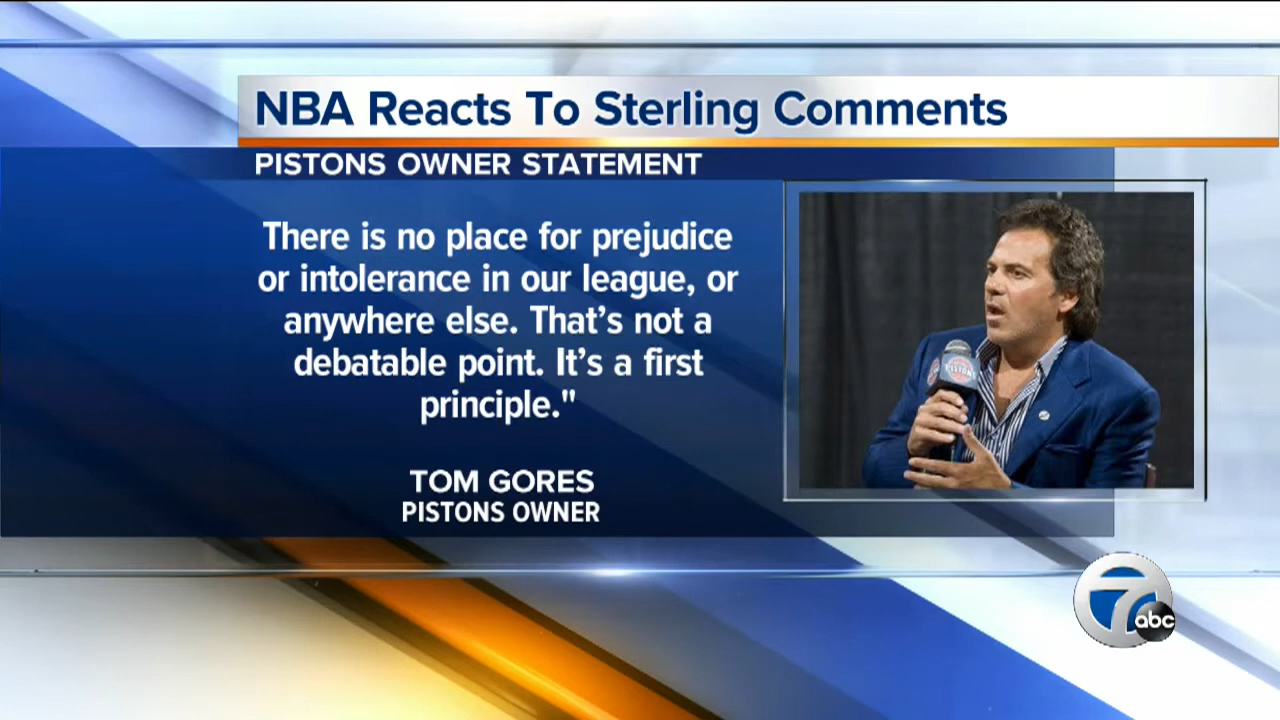 NBA Reacts To Sterling Comments
PISTONS OWNER STATEMENT
There is no place for prejudice
or intolerance in our league, or
anywhere else. That’s not a
debatable point. It’s a first
principle."
TOM GORES
PISTONS OWNER
PISTONS
7
abc